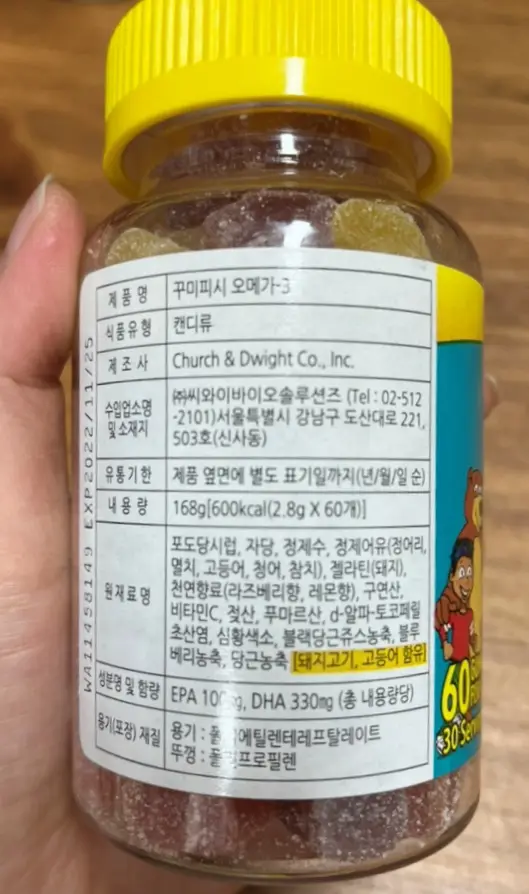 제품명 꾸미피시 오메가-3
식품유형 캔디류
제조사 Church & Dwight Co., Inc.
수입업소명 및 소재지 ㈜씨와이바이오솔루션즈 (Tel : 02-512
-2101)서울특별시 강남구 도산대로 221,
503호(신사동)
유통기한 제품 옆면에 별도 표기일까지(년/월/일 순)
내용량 168g[600kcal(2.8g X 60개)]
원재료명 포도당시럽, 자당, 정제수, 정제어유(정어리,
멸치, 고등어, 청어, 참치), 젤라틴(돼지),
천연향료(라즈베리향, 레몬향), 구연산,
비타민C, 젖산, 푸마르산, d-알파-토코페릴
초산염, 심황색소, 블랙당근쥬스농축, 블루
베리농축, 당근농축 [돼지고기, 고등어 함유]
성분명 및 함량 EPA 100㎎, DHA 330㎎ (총 내용량당)
용기(포장) 재질 용기 : 폴리에틸렌테레프탈레이트
뚜껑 : 폴리프로필렌
WA11458149 EXP2022/11/25
60
30